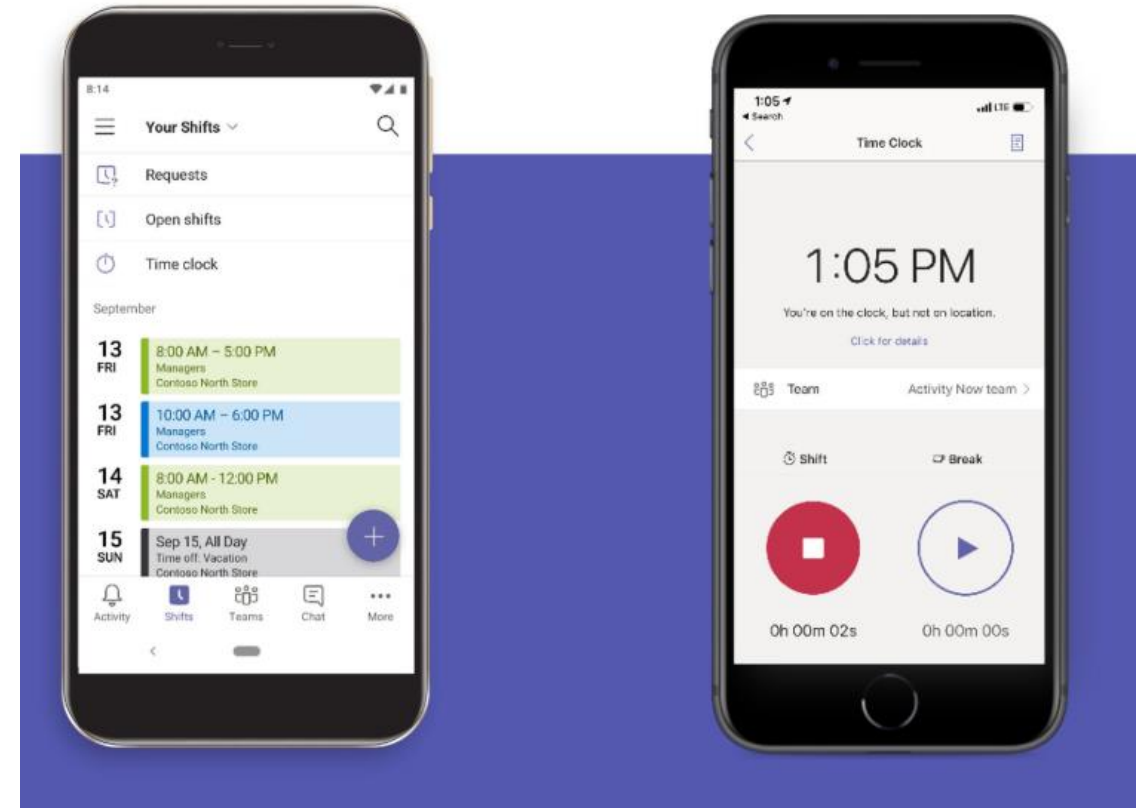 8:14
Your Shifts
Requests
Open shifts
Time clock
September
13
FRI
8:00 AM – 5:00 PM
Managers
Contoso North Store
13
FRI
10:00 AM – 6:00 PM
Managers
Contoso North Store
14
SAT
8:00 AM - 12:00 PM
Managers
Contoso North Store
15
SUN
Sep 15, All Day
Time off: Vacation
Contoso North Store
Activity Shifts Teams Chat More
1:05
Search
LTE
Time Clock
1:05 PM
You're on the clock, but not on location.
Click for details
Team Activity Now team
Shift Break
0h 00m 02s 0h 00m 00s